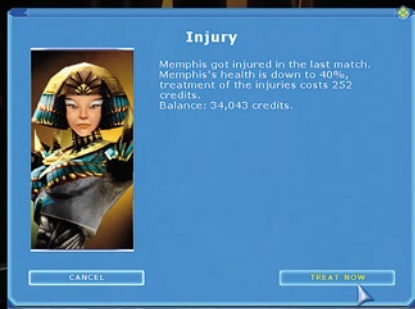 Injury
Memphis got injured in the last match.
Memphis's health is down to 40%,
treatment of the injuries costs 252
credits.
Balance: 34,043 credits.
CANCEL
TREAT NOW